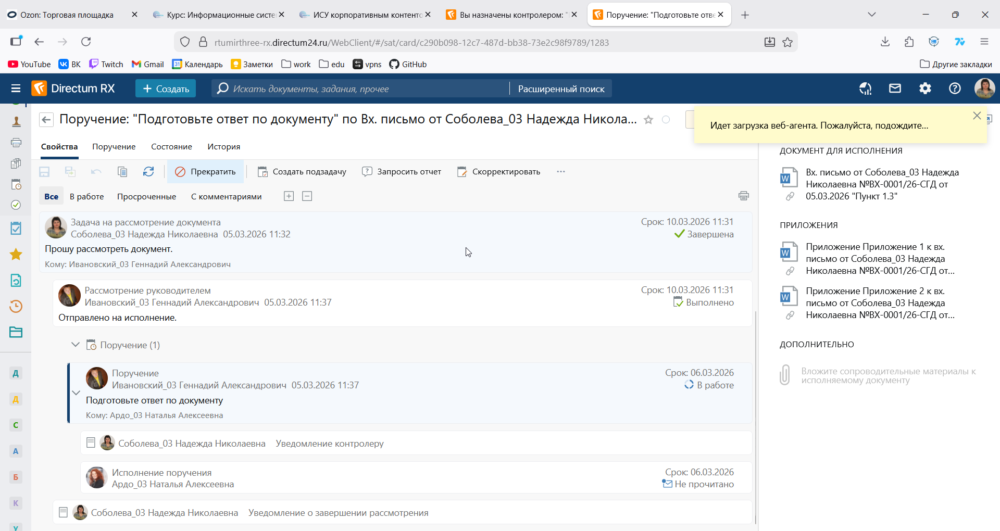 Ozon: Торговая площадка
Курс: Информационные систе
ИСУ корпоративным контенто
Вы назначены контролером: "
Поручение: "Подготовьте отве
rtumirthree-rx.directum24.ru/WebClient/#/sat/card/c290b098-12c7-487d-bb38-73e2c98f9789/1283
YouTube
ВК
Twitch
Gmail
31 Календарь
Заметки
work
edu
vpns
GitHub
Другие закладки
Directum RX
Создать
Искать документы, задания, прочее
Расширенный поиск
Поручение: "Подготовьте ответ по документу" по Вх. письмо от Соболева_03 Надежда Никола...
Идет загрузка веб-агента. Пожалуйста, подождите...
Свойства
Поручение
Состояние
История
Прекратить
Создать подзадачу
Запросить отчет
Скорректировать
Все
В работе
Просроченные
С комментариями
Задача на рассмотрение документа
Соболева_03 Надежда Николаевна 05.03.2026 11:32
Срок: 10.03.2026 11:31
Завершена
Прошу рассмотреть документ.
Кому: Ивановский_03 Геннадий Александрович
Рассмотрение руководителем
Ивановский_03 Геннадий Александрович 05.03.2026 11:37
Срок: 10.03.2026 11:31
Выполнено
Отправлено на исполнение.
Поручение (1)
Поручение
Ивановский_03 Геннадий Александрович 05.03.2026 11:37
Срок: 06.03.2026
В работе
Подготовьте ответ по документу
Кому: Ардо_03 Наталья Алексеевна
Соболева_03 Надежда Николаевна Уведомление контролеру
Исполнение поручения
Ардо_03 Наталья Алексеевна
Срок: 06.03.2026
Не прочитано
Соболева_03 Надежда Николаевна Уведомление о завершении рассмотрения
ДОКУМЕНТ ДЛЯ ИСПОЛНЕНИЯ
W
Вх. письмо от Соболева_03 Надежда
Николаевна №ВХ-0001/26-СГД от
05.03.2026 "Пункт 1.3"
ПРИЛОЖЕНИЯ
W
Приложение Приложение 1 к вх.
письмо от Соболева_03 Надежда
Николаевна №ВХ-0001/26-СГД от...
W
Приложение Приложение 2 к вх.
письмо от Соболева_03 Надежда
Николаевна №ВХ-0001/26-СГД от...
ДОПОЛНИТЕЛЬНО
Вложите сопроводительные материалы к
исполняемому документу
Д
Д
С
А
Б
К
У